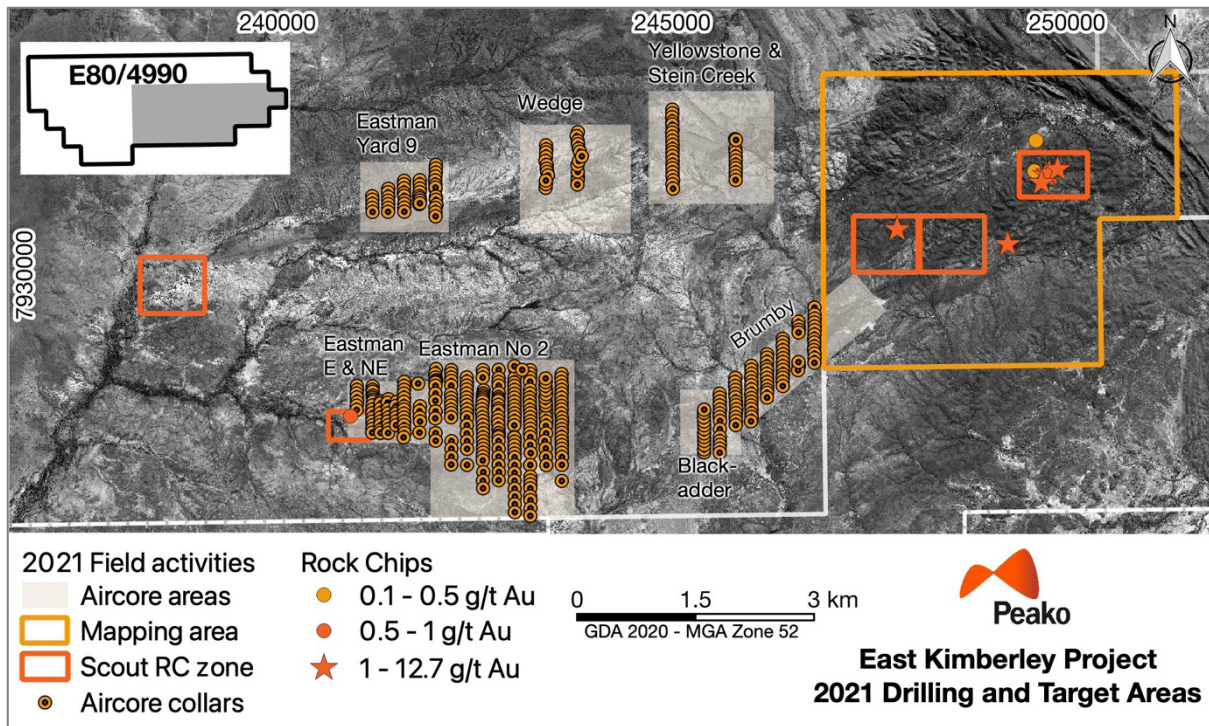 240000
245000
250000
N
E80/4990
Yellowstone &
Stein Creek
Wedge
Eastman
Yard 9
7930000
Brumby
Eastman
E & NE
Eastman No 2
Black-
adder
2021 Field activities
Aircore areas
Mapping area
Scout RC zone
Aircore collars
Rock Chips
0.1 - 0.5 g/t Au
0.5 - 1 g/t Au
1 - 12.7 g/t Au
0 1.5 3 km
GDA 2020 - MGA Zone 52
Peako
East Kimberley Project
2021 Drilling and Target Areas